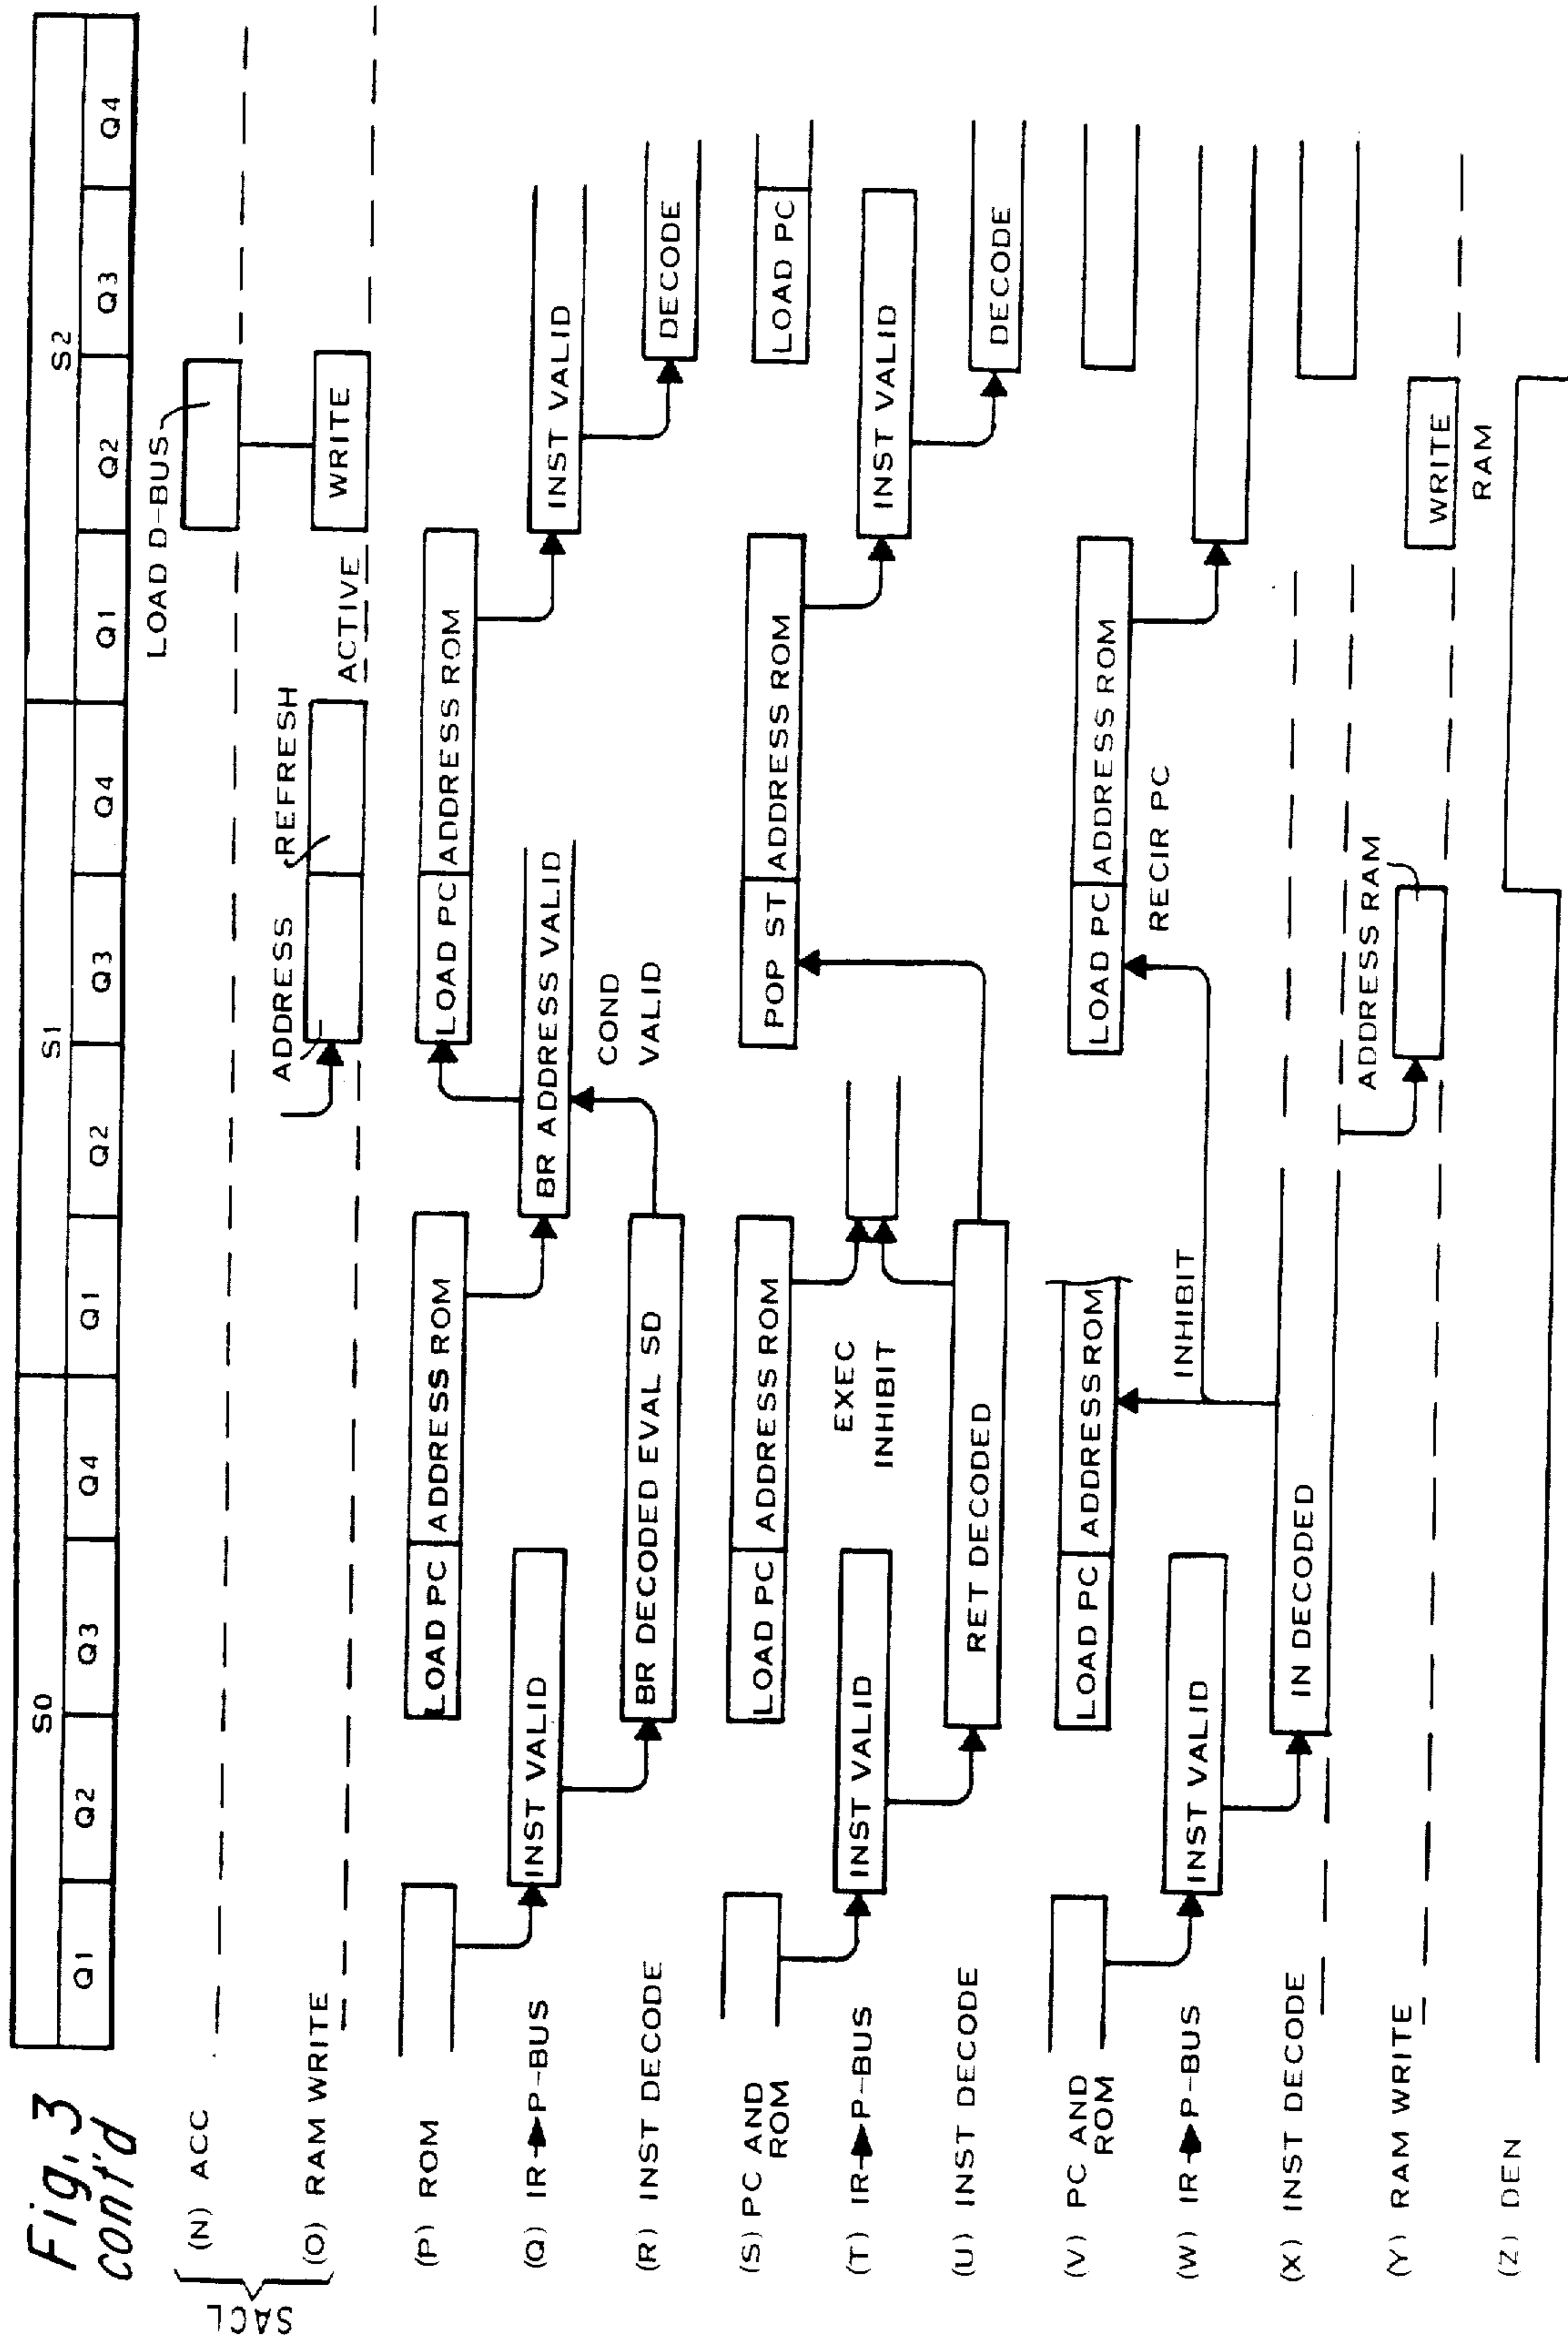 Fig. 3
cont'd
S0
S1
S2
Q1
Q2
Q3
Q4
Q1
Q2
Q3
Q4
Q1
Q2
Q3
Q4
LOAD D-BUS
SACL
(N) ACC
ADDRESS
REFRESH
(O) RAM WRITE
ACTIVE
WRITE
(P) ROM
LOAD PC
ADDRESS ROM
LOAD PC
ADDRESS ROM
(Q) IR→P-BUS
INST VALID
BR ADDRESS VALID
INST VALID
COND
VALID
(R) INST DECODE
BR DECODED EVAL SD
DECODE
(S) PC AND
ROM
LOAD PC
ADDRESS ROM
POP ST
ADDRESS ROM
LOAD PC
(T) IR→P-BUS
INST VALID
EXEC
INHIBIT
INST VALID
(U) INST DECODE
RET DECODED
DECODE
(V) PC AND
ROM
LOAD PC
ADDRESS ROM
LOAD PC
ADDRESS ROM
RECIR PC
(W) IR→P-BUS
INST VALID
INHIBIT
(X) INST DECODE
IN DECODED
ADDRESS RAM
(Y) RAM WRITE
WRITE
RAM
(Z) DEN